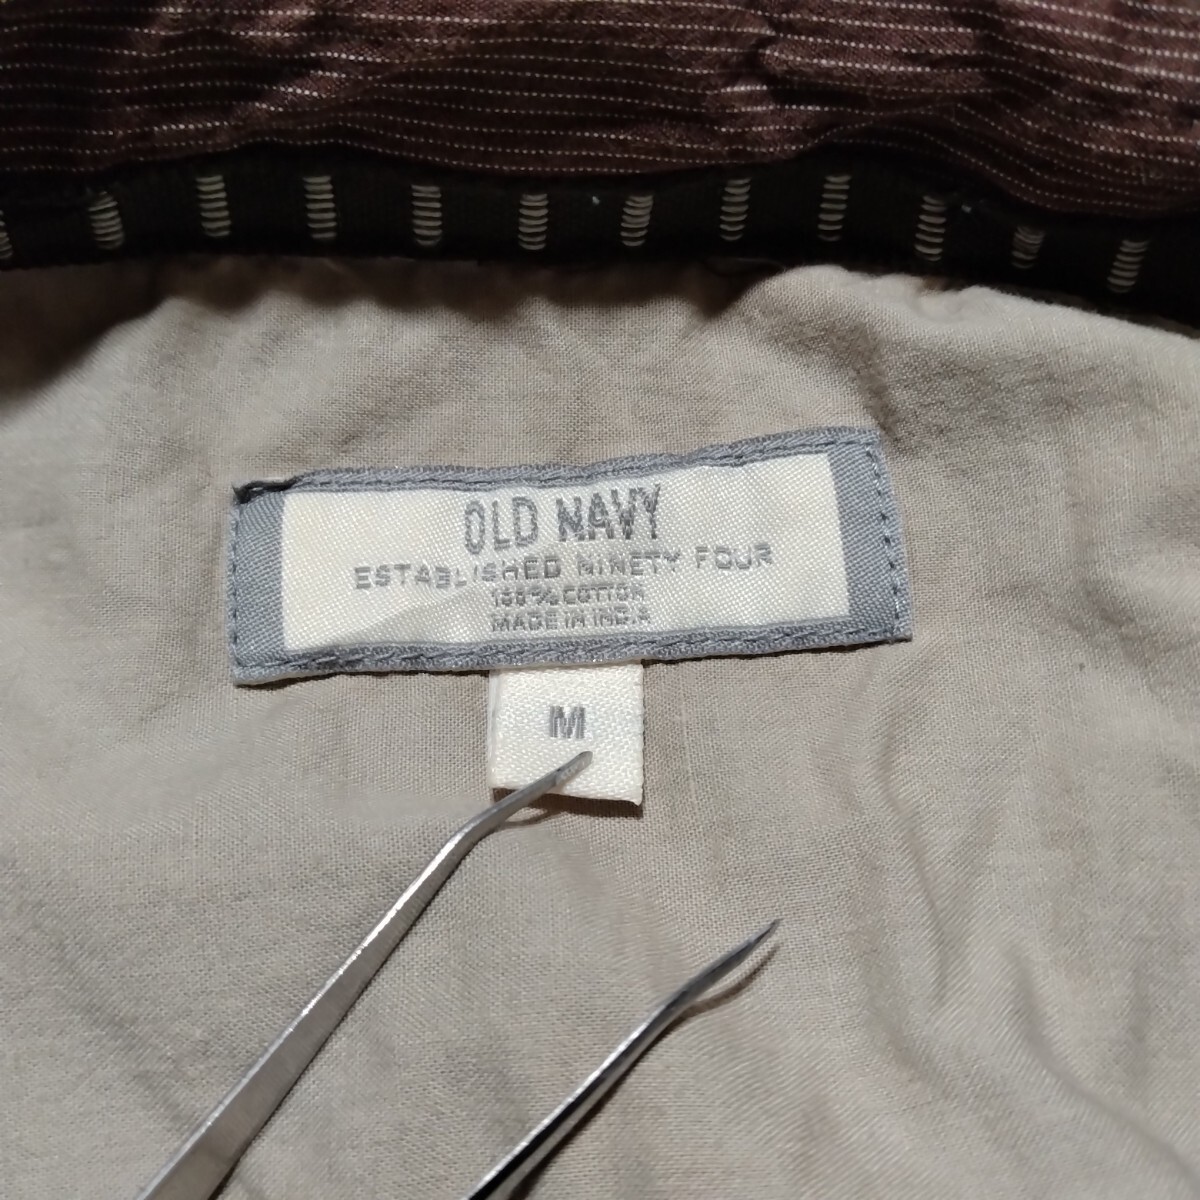 OLD NAVY
ESTABLISHED NINETY FOUR
100% COTTON
MADE IN INDIA
M